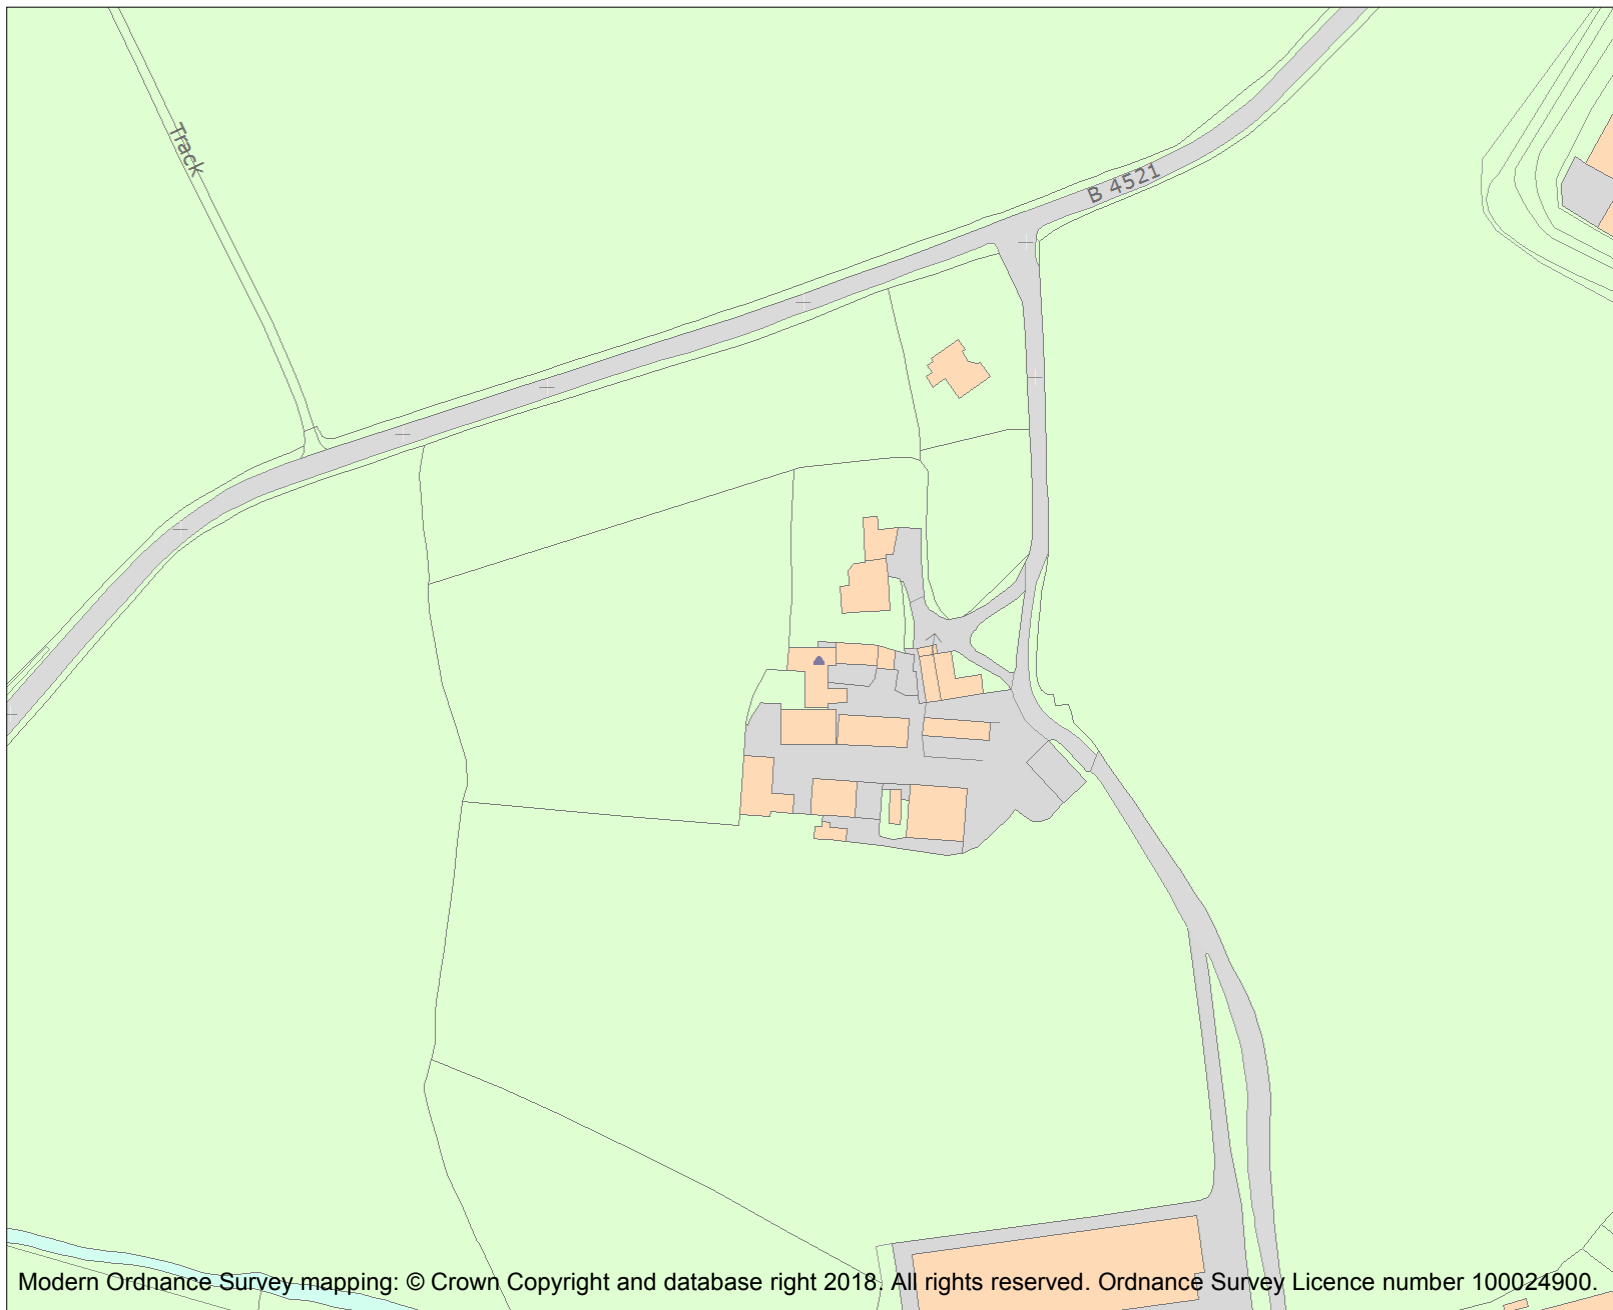 Track
B 4521
Modern Ordnance Survey mapping: © Crown Copyright and database right 2018. All rights reserved. Ordnance Survey Licence number 100024900.